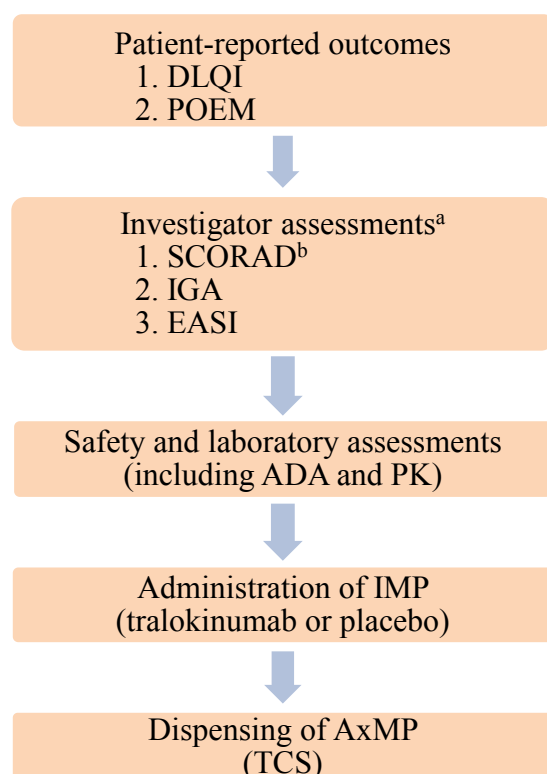 Patient-reported outcomes
1. DLQI
2. POEM
Investigator assessmentsᵃ
1. SCORADᵇ
2. IGA
3. EASI
Safety and laboratory assessments
(including ADA and PK)
Administration of IMP
(tralokinumab or placebo)
Dispensing of AxMP
(TCS)